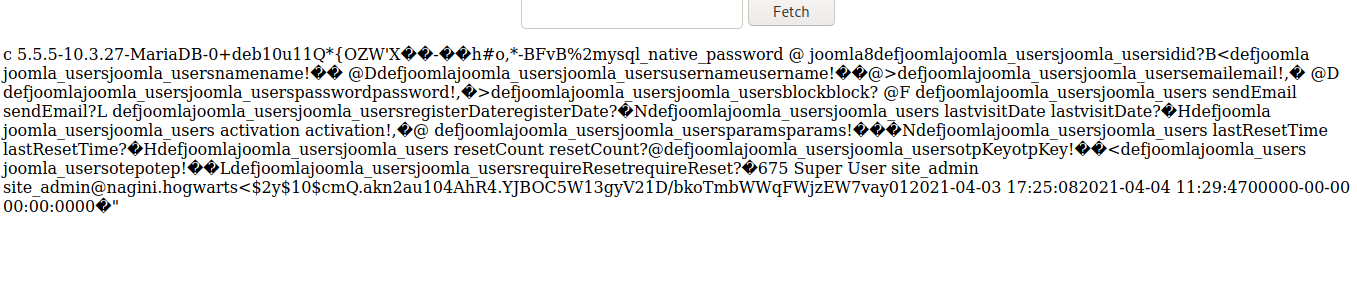 Fetch
c 5.5.5-10.3.27-MariaDB-0+deb10u11Q*{OZW'X��-��h#o,*-BFvB%2mysql_native_password @ joomla8defjoomlajoomla_usersjoomla_usersidid?B<defjoomla
joomla_usersjoomla_usersnamename!�� @Ddefjoomlajoomla_usersjoomla_usersusernameusername!��@>defjoomlajoomla_usersjoomla_usersemailemail!,� @D
defjoomlajoomla_usersjoomla_userspasswordpassword!,�>defjoomlajoomla_usersjoomla_usersblockblock? @F defjoomlajoomla_usersjoomla_users sendEmail
sendEmail?L defjoomlajoomla_usersjoomla_usersregisterDateregisterDate?�Ndefjoomlajoomla_usersjoomla_users lastvisitDate lastvisitDate?�Hdefjoomla
joomla_usersjoomla_users activation activation!,�@ defjoomlajoomla_usersjoomla_usersparamsparams!���Ndefjoomlajoomla_usersjoomla_users lastResetTime
lastResetTime?�Hdefjoomlajoomla_usersjoomla_users resetCount resetCount?@defjoomlajoomla_usersjoomla_usersotpKeyotpKey!��<defjoomlajoomla_users
joomla_usersotepotep!��Ldefjoomlajoomla_usersjoomla_usersrequireResetrequireReset?�675 Super User site_admin
site_admin@nagini.hogwarts<$2y$10$cmQ.akn2au104AhR4.YJBOC5W13gyV21D/bkoTmbWWqFWjzEW7vay012021-04-03 17:25:082021-04-04 11:29:4700000-00-00
00:00:0000�"